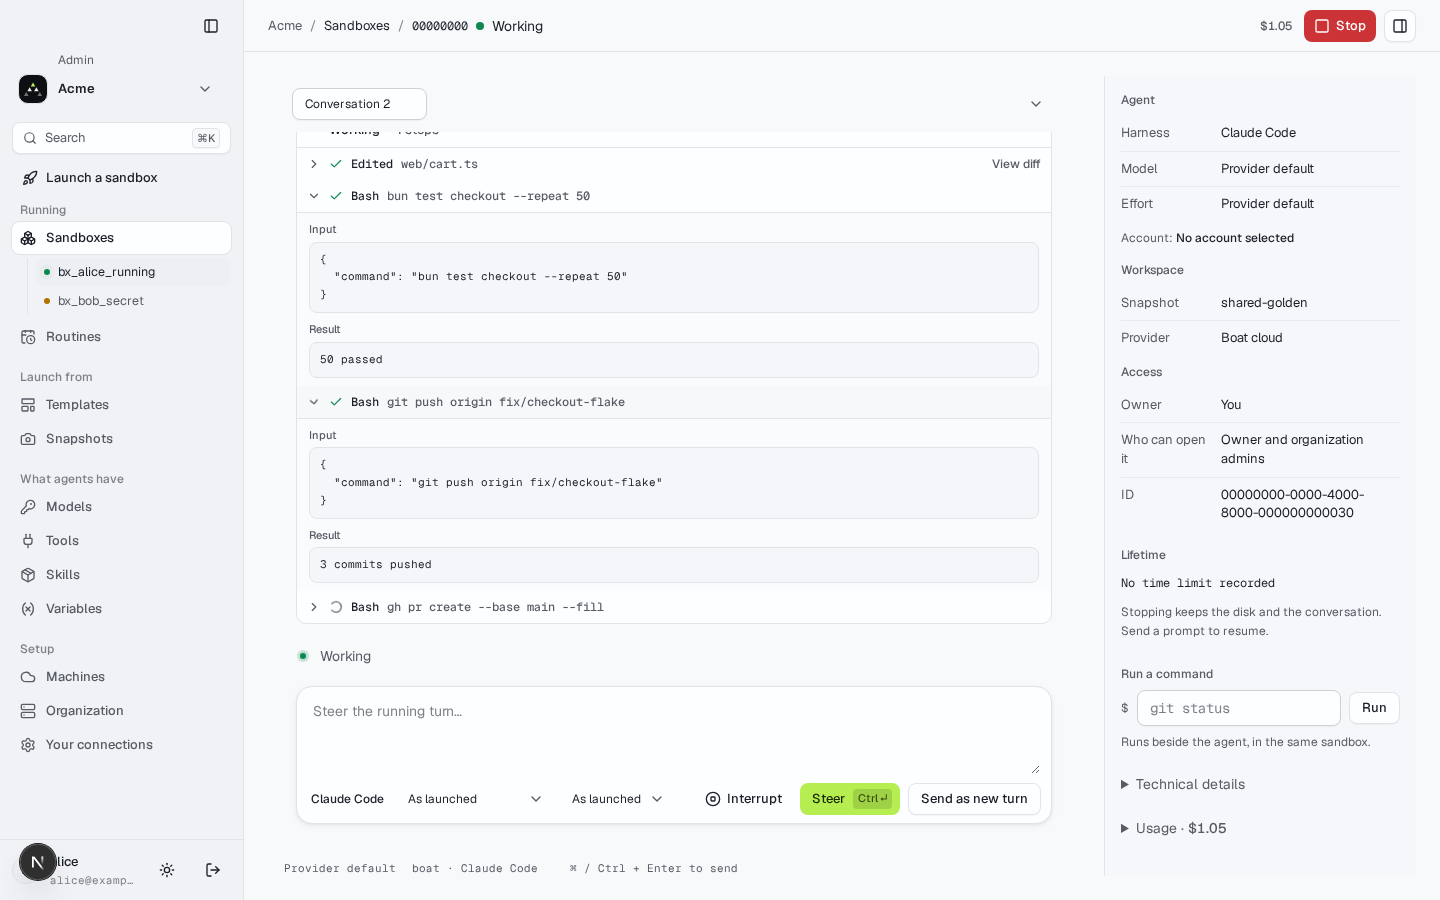 Acme / Sandboxes / 00000000 Working
$1.05
Stop
Admin
Acme
Search
⌘K
Launch a sandbox
Running
Sandboxes
bx_alice_running
bx_bob_secret
Routines
Launch from
Templates
Snapshots
What agents have
Models
Tools
Skills
Variables
Setup
Machines
Organization
Your connections
N
lice
alice@examp…
Conversation 2
Edited web/cart.ts
View diff
Bash bun test checkout --repeat 50
Input
{
"command": "bun test checkout --repeat 50"
}
Result
50 passed
Bash git push origin fix/checkout-flake
Input
{
"command": "git push origin fix/checkout-flake"
}
Result
3 commits pushed
Bash gh pr create --base main --fill
Working
Steer the running turn…
Claude Code
As launched
As launched
Interrupt
Steer Ctrl↵
Send as new turn
Provider default boat · Claude Code ⌘ / Ctrl + Enter to send
Agent
Harness Claude Code
Model Provider default
Effort Provider default
Account: No account selected
Workspace
Snapshot shared-golden
Provider Boat cloud
Access
Owner You
Who can open it
Owner and organization admins
ID
00000000-0000-4000-
8000-000000000030
Lifetime
No time limit recorded
Stopping keeps the disk and the conversation.
Send a prompt to resume.
Run a command
$ git status
Run
Runs beside the agent, in the same sandbox.
Technical details
Usage · $1.05